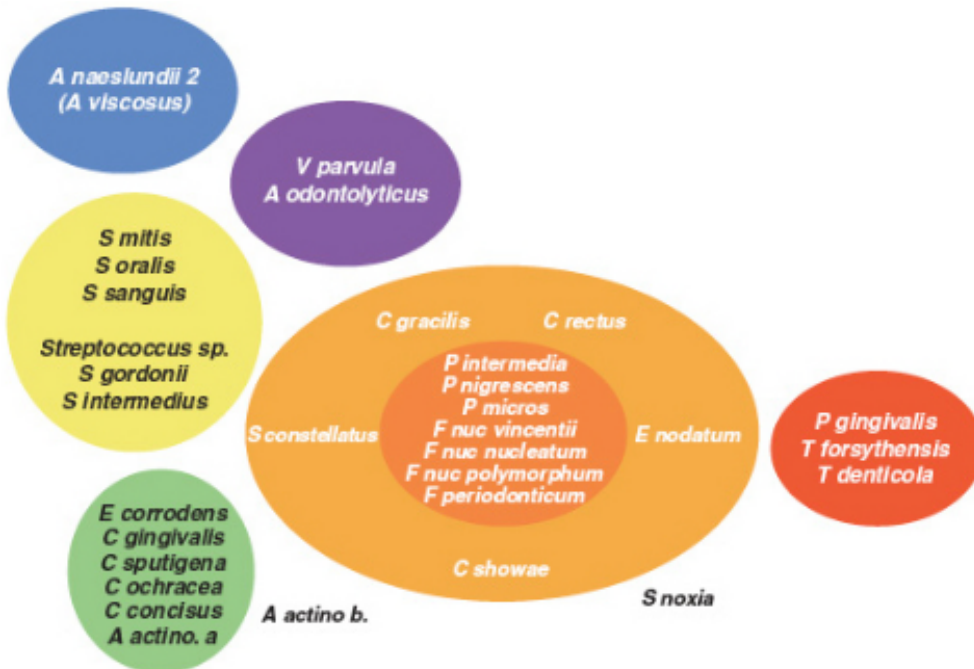 A naeslundii 2
(A viscosus)
V parvula
A odontolyticus
S mitis
S oralis
S sanguis
Streptococcus sp.
S gordonii
S intermedius
C gracilis
C rectus
P intermedia
P nigrescens
P micros
F nuc vincentii
F nuc nucleatum
F nuc polymorphum
F periodonticum
S constellatus
E nodatum
C showae
P gingivalis
T forsythensis
T denticola
E corrodens
C gingivalis
C sputigena
C ochracea
C concisus
A actino. a
A actino b.
S noxia